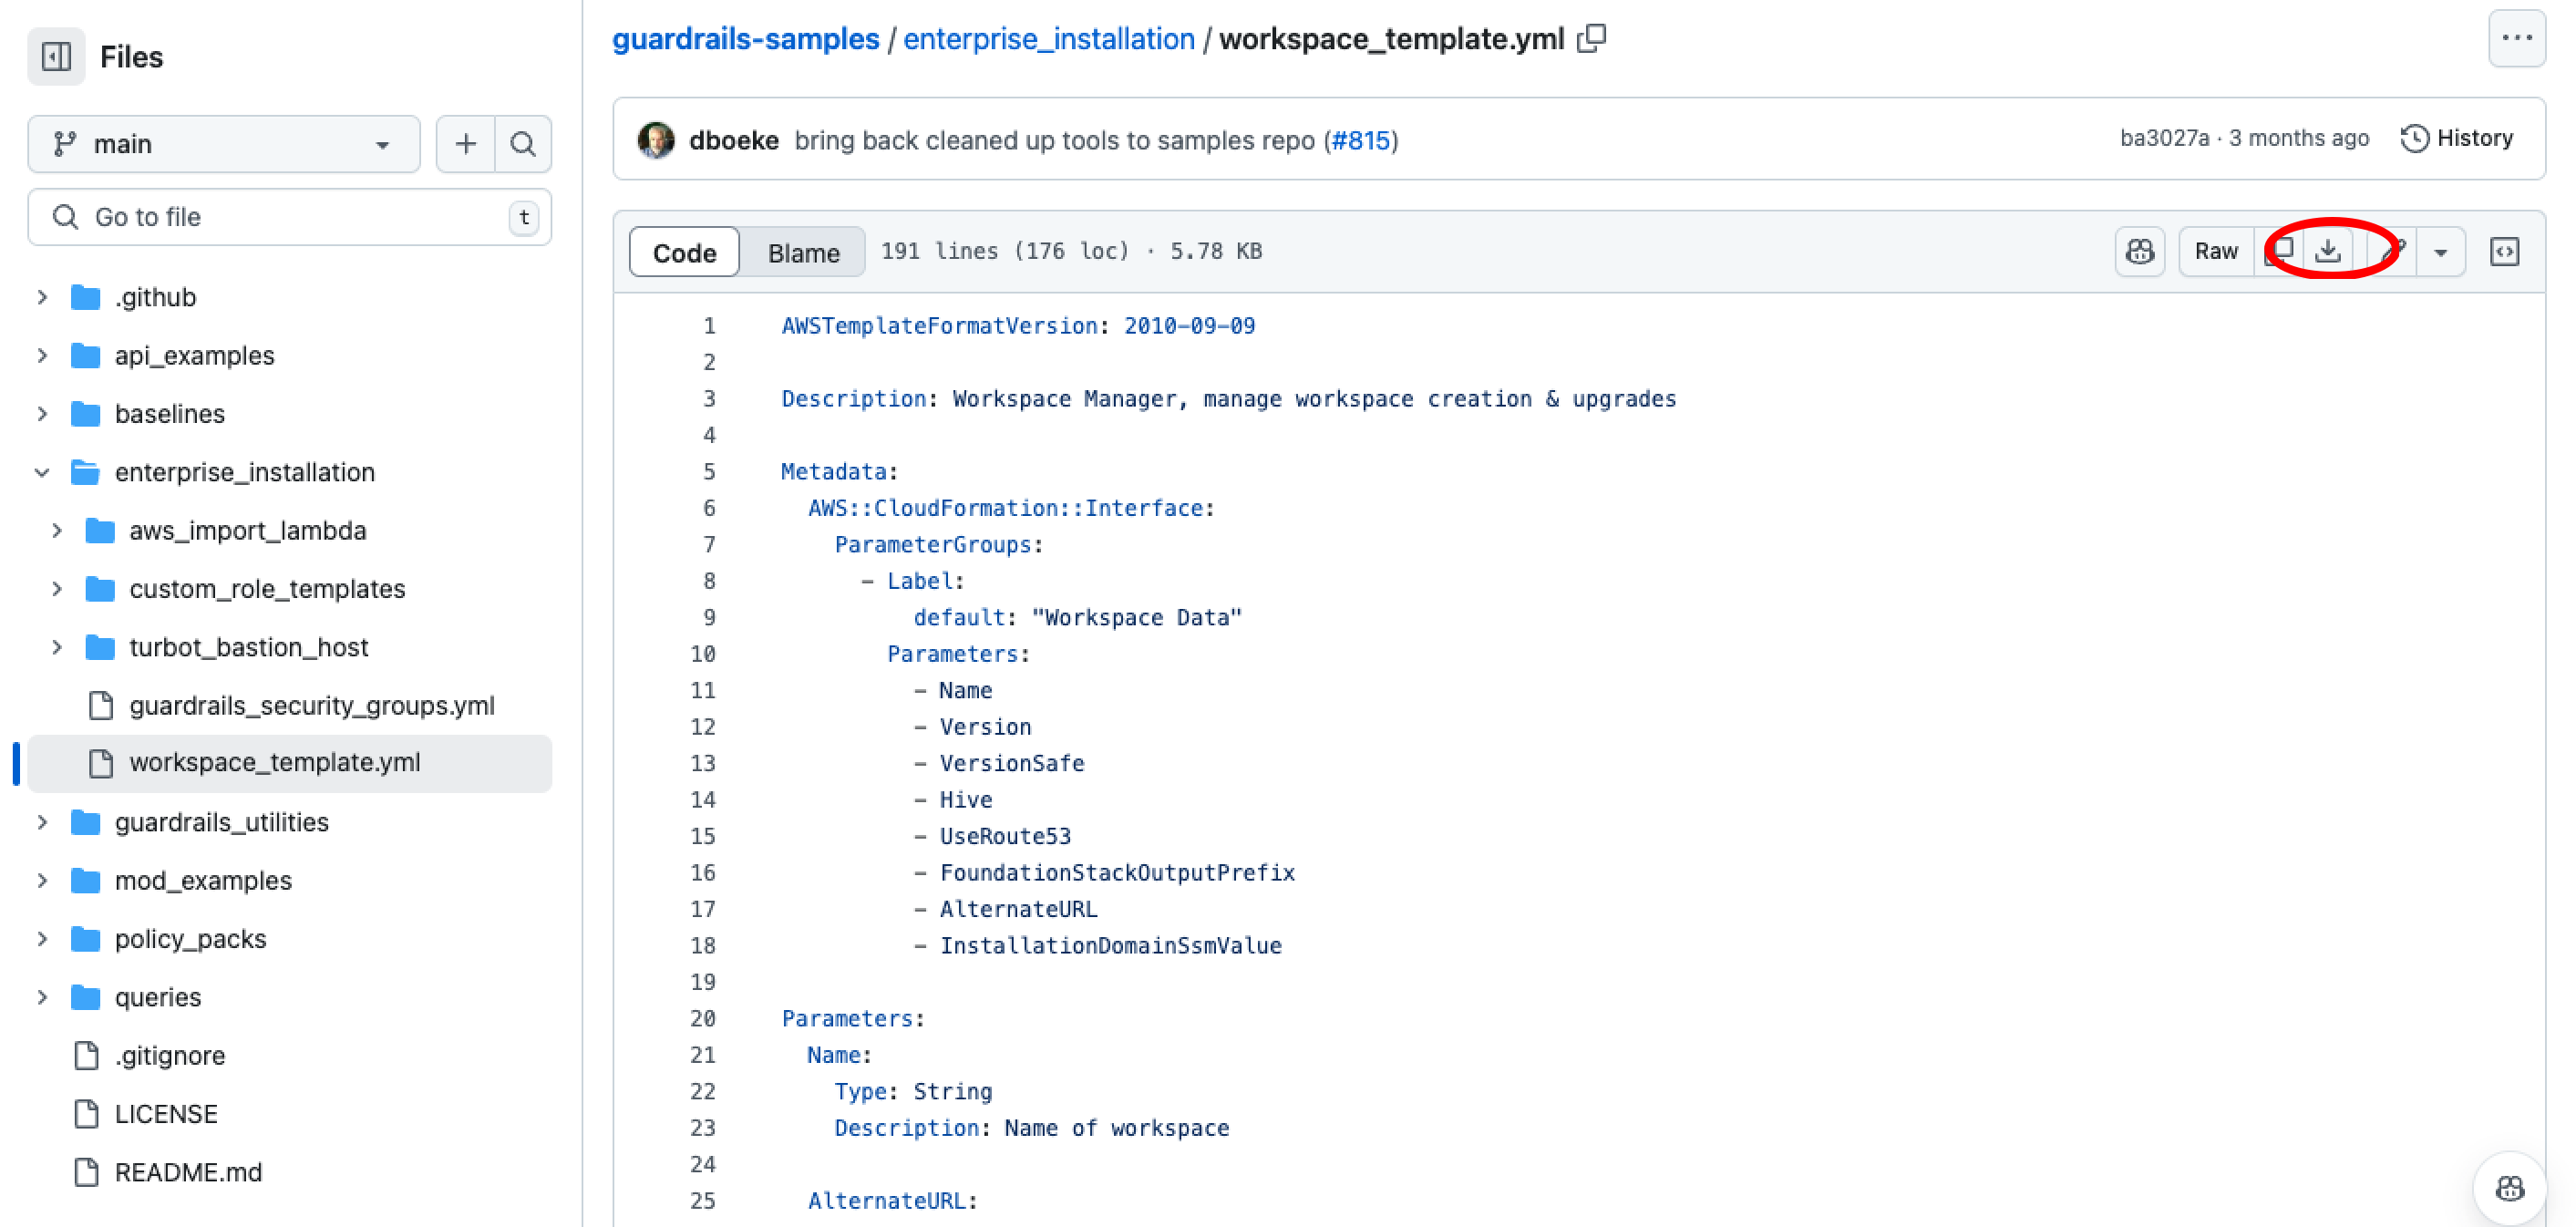 Files
main
Go to file
t
.github
api_examples
baselines
enterprise_installation
aws_import_lambda
custom_role_templates
turbot_bastion_host
guardrails_security_groups.yml
workspace_template.yml
guardrails_utilities
mod_examples
policy_packs
queries
.gitignore
LICENSE
README.md
guardrails-samples / enterprise_installation / workspace_template.yml
dboeke bring back cleaned up tools to samples repo (#815)
ba3027a · 3 months ago
History
Code
Blame
191 lines (176 loc) · 5.78 KB
Raw
1 AWSTemplateFormatVersion: 2010-09-09
2
3 Description: Workspace Manager, manage workspace creation & upgrades
4
5 Metadata:
6 AWS::CloudFormation::Interface:
7 ParameterGroups:
8 - Label:
9 default: "Workspace Data"
10 Parameters:
11 - Name
12 - Version
13 - VersionSafe
14 - Hive
15 - UseRoute53
16 - FoundationStackOutputPrefix
17 - AlternateURL
18 - InstallationDomainSsmValue
19
20 Parameters:
21 Name:
22 Type: String
23 Description: Name of workspace
24
25 AlternateURL: